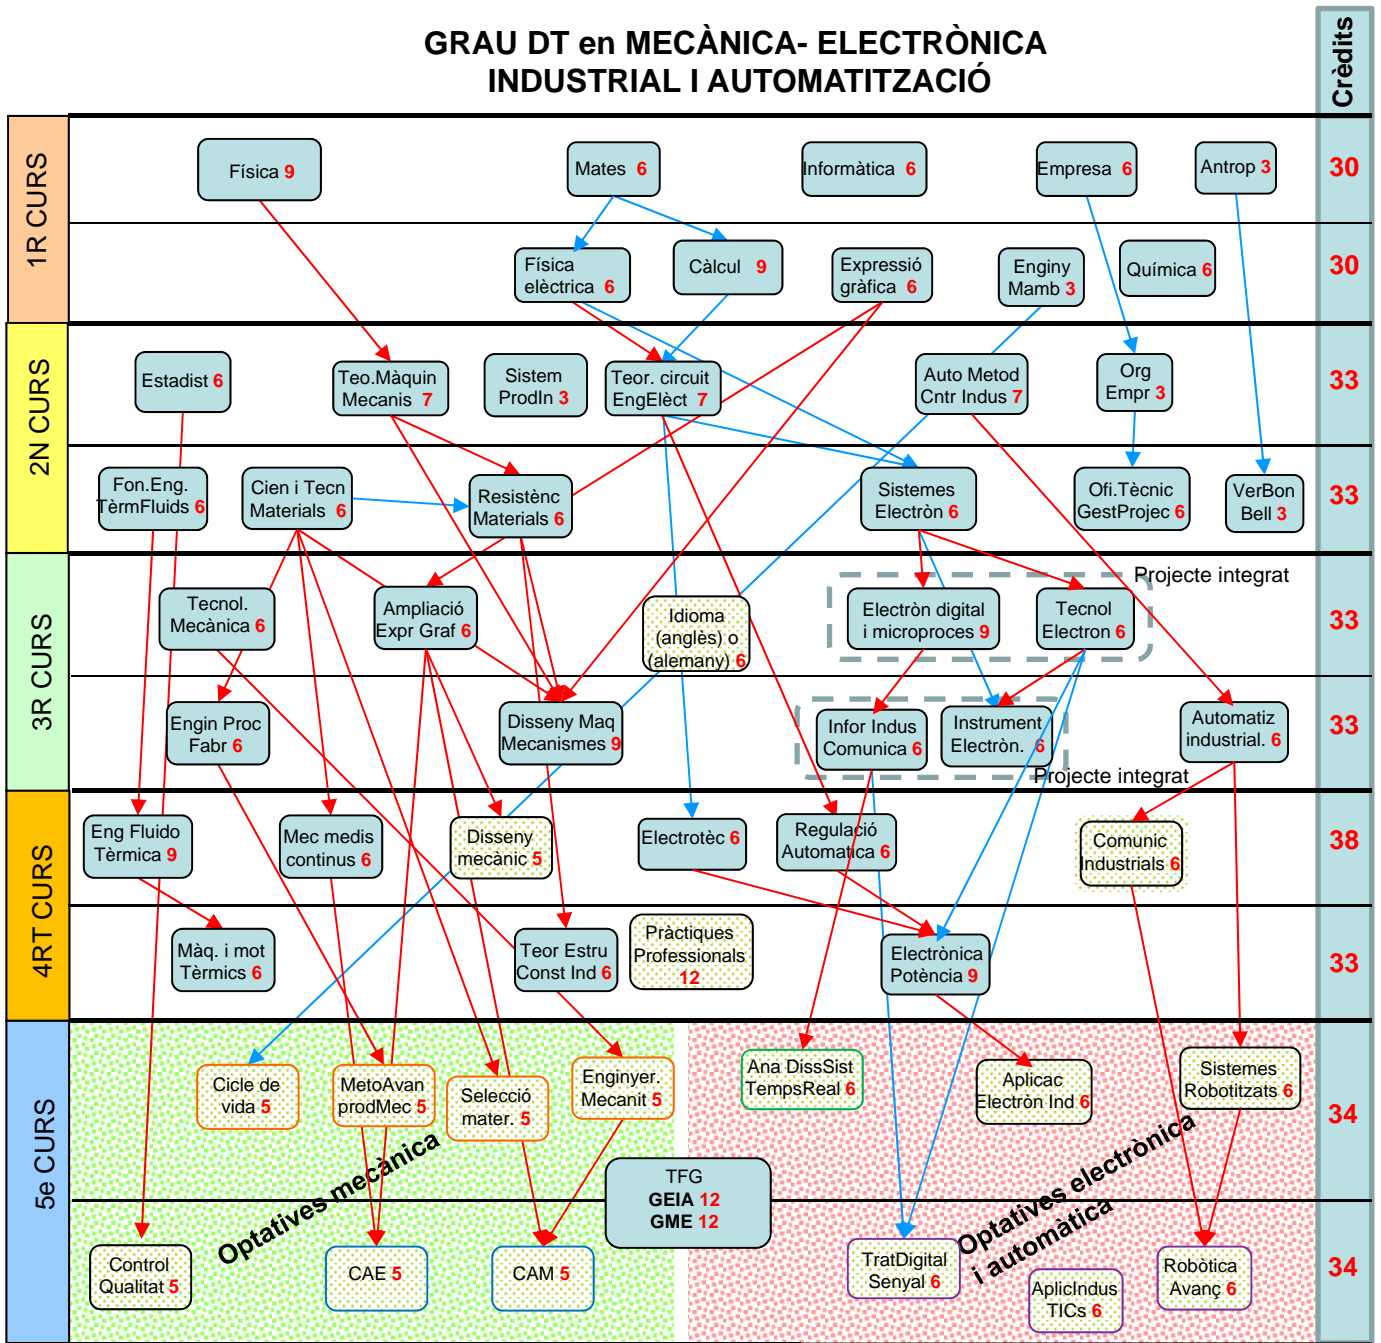 GRAU DT en MECÀNICA- ELECTRÒNICA
INDUSTRIAL I AUTOMATITZACIÓ
Crèdits
1R CURS
Física 9
Mates 6
Informàtica 6
Empresa 6
Antrop 3
30
Física
elèctrica 6
Càlcul 9
Expressió
gràfica 6
Enginy
Mamb 3
Química 6
30
2N CURS
Estadist 6
Teo.Màquin
Mecanis 7
Sistem
ProdIn 3
Teor. circuit
EngElèct 7
Auto Metod
Cntr Indus 7
Org
Empr 3
33
Fon.Eng.
TèrmFluids 6
Cien i Tecn
Materials 6
Resistènc
Materials 6
Sistemes
Electròn 6
Ofi.Tècnic
GestProjec 6
VerBon
Bell 3
33
3R CURS
Projecte integrat
Tecnol.
Mecànica 6
Ampliació
Expr Graf 6
Idioma
(anglès) o
(alemany) 6
Electròn digital
i microproces 9
Tecnol
Electron 6
33
Engin Proc
Fabr 6
Disseny Maq
Mecanismes 9
Infor Indus
Comunica 6
Instrument
Electròn. 6
Automatiz
industrial. 6
33
Projecte integrat
4RT CURS
Eng Fluido
Tèrmica 9
Mec medis
continus 6
Disseny
mecànic 5
Electrotèc 6
Regulació
Automatica 6
Comunic
Industrials 6
38
Màq. i mot
Tèrmics 6
Teor Estru
Const Ind 6
Pràctiques
Professionals
12
Electrònica
Potència 9
33
5e CURS
Cicle de
vida 5
MetoAvan
prodMec 5
Selecció
mater. 5
Enginyer.
Mecanit 5
Ana DissSist
TempsReal 6
Aplicac
Electròn Ind 6
Sistemes
Robotitzats 6
34
Optatives mecànica
TFG
GEIA 12
GME 12
Optatives electrònica
i automàtica
Control
Qualitat 5
CAE 5
CAM 5
TratDigital
Senyal 6
AplicIndus
TICs 6
Robòtica
Avanç 6
34